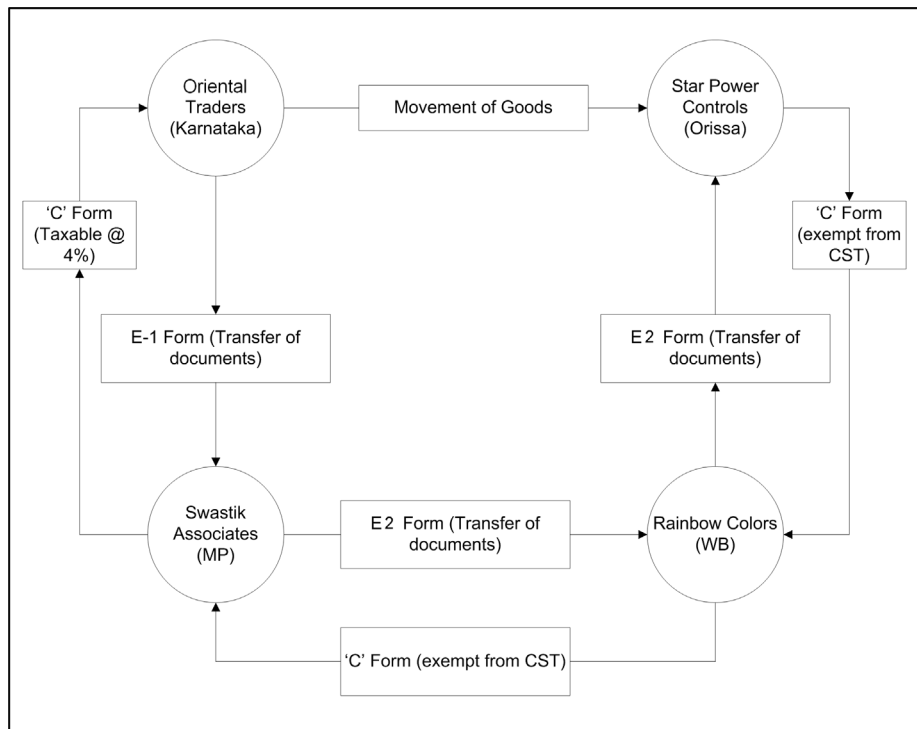 Oriental
Traders
(Karnataka)
Movement of Goods
Star Power
Controls
(Orissa)
‘C’ Form
(Taxable @
4%)
‘C’ Form
(exempt from
CST)
E-1 Form (Transfer of
documents)
E2 Form (Transfer of
documents)
Swastik
Associates
(MP)
E2 Form (Transfer of
documents)
Rainbow Colors
(WB)
‘C’ Form (exempt from CST)